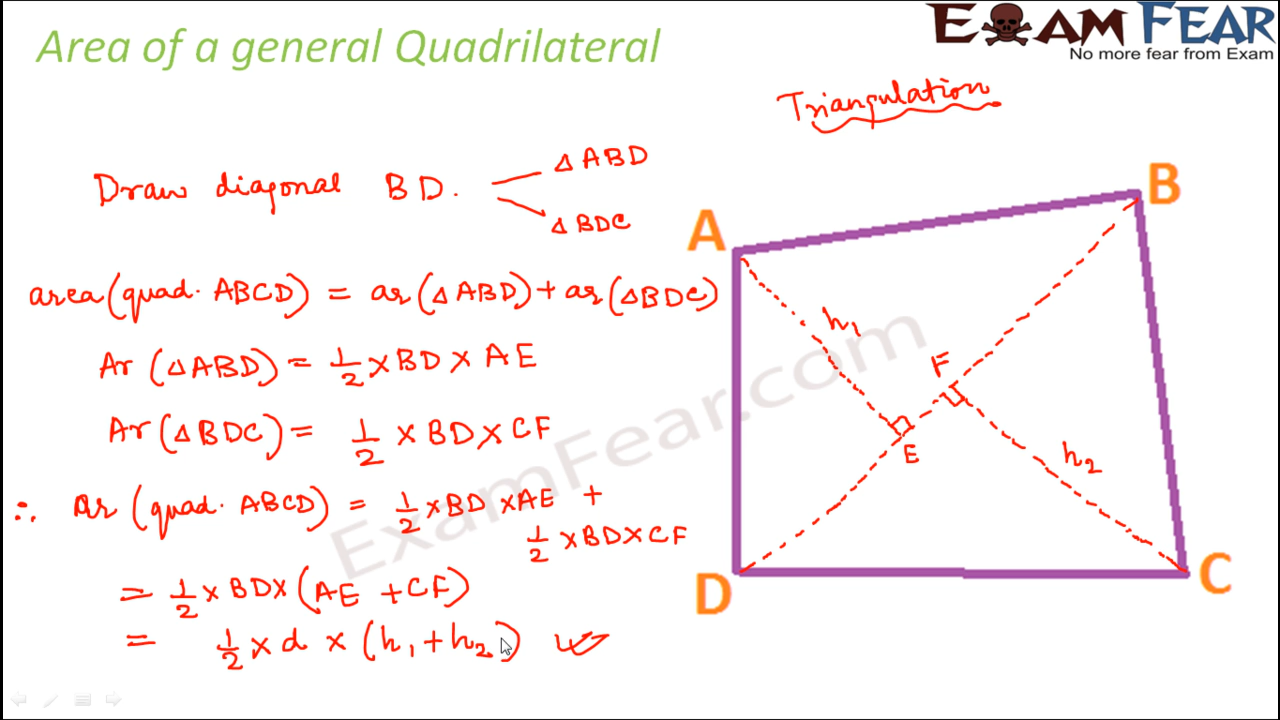 Area of a general Quadrilateral
EXAM FEAR
No more fear from Exam
Triangulation
Draw diagonal BD.
△ ABD
△ BDC
area (quad. ABCD) = ar (△ ABD) + ar (△BDC)
Ar (△ABD) = 1/2 × BD × AE
Ar (△BDC) = 1/2 × BD × CF
∴ Ar (quad. ABCD) = 1/2 × BD × AE +
1/2 × BD × CF
= 1/2 × BD × (AE + CF)
= 1/2 × d × (h₁ + h₂)
A
B
h₁
F
E
h₂
D
C
ExamFear.com